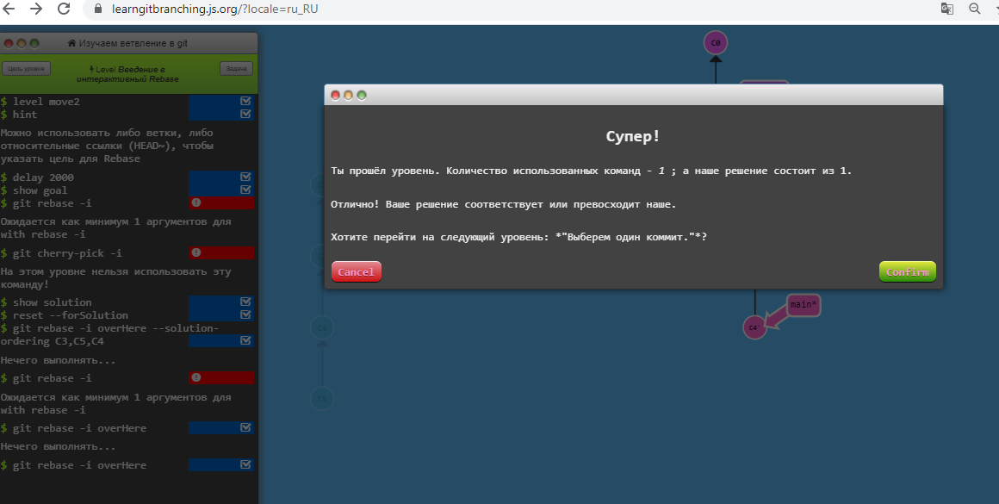 learngitbranching.js.org/?locale=ru_RU
Изучаем ветвление в git
Цель уровня
Level Введение в
интерактивный Rebase
Задача
$ level move2
$ hint
Можно использовать либо ветки, либо
относительные ссылки (HEAD~), чтобы
указать цель для Rebase
$ delay 2000
$ show goal
$ git rebase -i
Ожидается как минимум 1 аргументов для
with rebase -i
$ git cherry-pick -i
На этом уровне нельзя использовать эту
команду!
$ show solution
$ reset --forSolution
$ git rebase -i overHere --solution-
ordering C3,C5,C4
Нечего выполнять...
$ git rebase -i
Ожидается как минимум 1 аргументов для
with rebase -i
$ git rebase -i overHere
Нечего выполнять...
$ git rebase -i overHere
C0
Супер!
Ты прошёл уровень. Количество использованных команд - 1 ; а наше решение состоит из 1.
Отлично! Ваше решение соответствует или превосходит наше.
Хотите перейти на следующий уровень: *"Выберем один коммит."*?
Cancel
Confirm
main*
C4'
C4